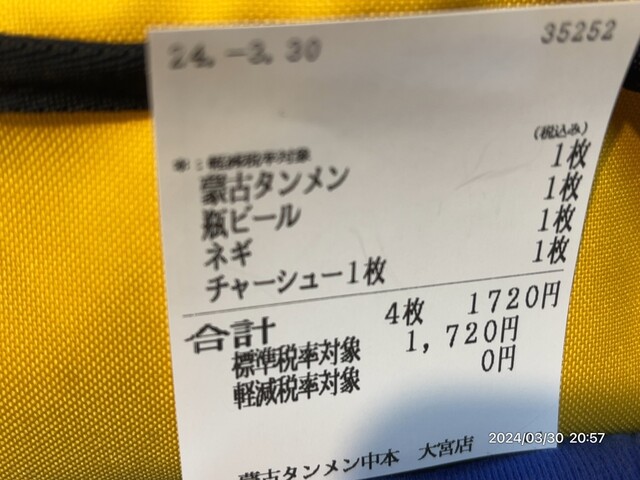 24.-3.30 35252
(税込み)
※:軽減税率対象
蒙古タンメン 1枚
瓶ビール 1枚
ネギ 1枚
チャーシュー1枚 1枚
合計 4枚 1720円
標準税率対象 1,720円
軽減税率対象 0円
蒙古タンメン中本 大宮店
2024/03/30 20:57